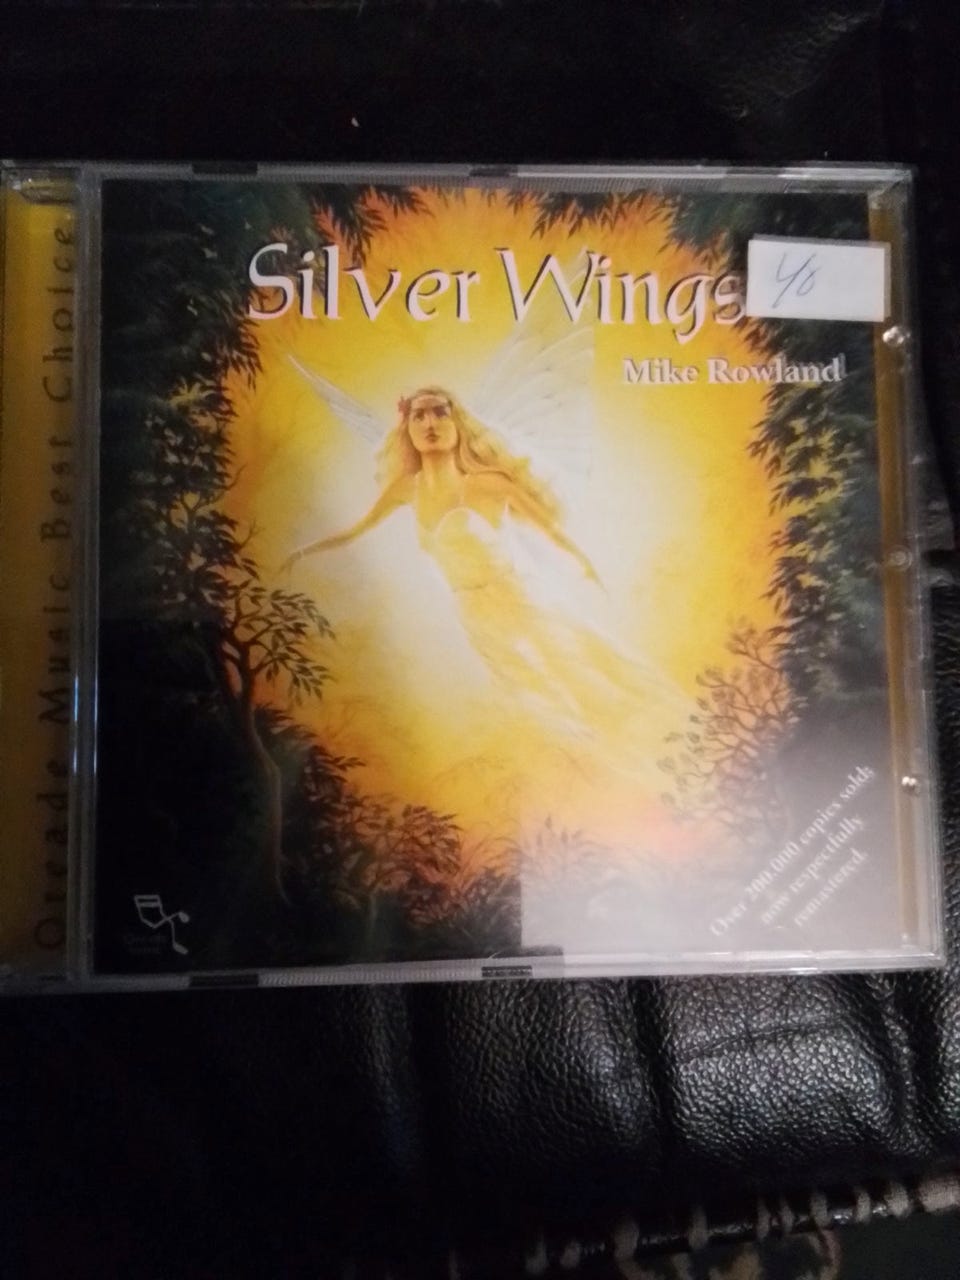 Silver Wings
40
Mike Rowland
Over 200.000 copies sold;
now respectfully
remastered.
Oreade Music Best Choice!